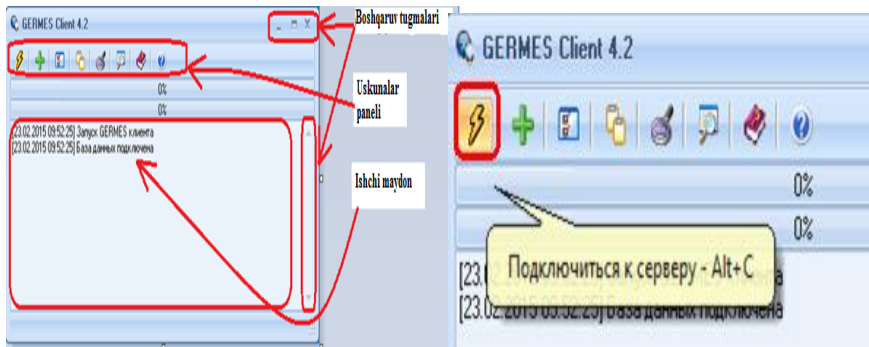 GERMES Client 4.2
0%
0%
[23.02.2015 09:52:25] Запуск GERMES клиента
[23.02.2015 09:52:25] База данных подключена
Boshqaruv tugmalari
Uskunalar
paneli
Ishchi maydon
GERMES Client 4.2
0%
0%
Подключиться к серверу - Alt+C
[23.
[23.02.2015 09:52:25] База данных подключена